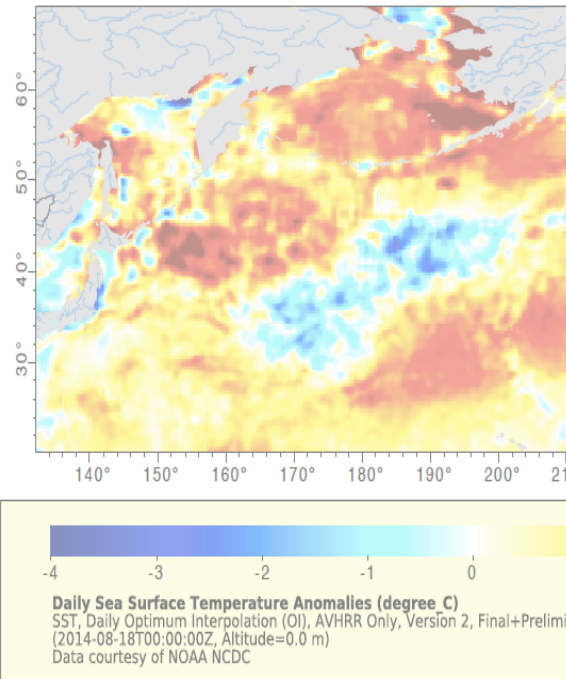 60°
50°
40°
30°
140° 150° 160° 170° 180° 190° 200° 21
-4 -3 -2 -1 0
Daily Sea Surface Temperature Anomalies (degree_C)
SST, Daily Optimum Interpolation (OI), AVHRR Only, Version 2, Final+Prelimi
(2014-08-18T00:00:00Z, Altitude=0.0 m)
Data courtesy of NOAA NCDC